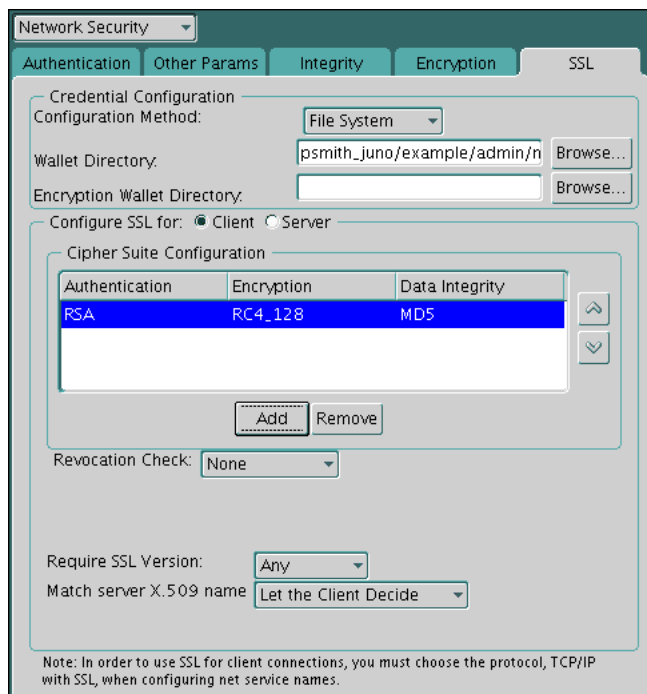 Network Security
Authentication Other Params Integrity Encryption SSL
Credential Configuration
Configuration Method: File System
Wallet Directory: psmith_juno/example/admin/n Browse...
Encryption Wallet Directory: Browse...
Configure SSL for: Client Server
Cipher Suite Configuration
Authentication Encryption Data Integrity
RSA RC4_128 MD5
Add Remove
Revocation Check: None
Require SSL Version: Any
Match server X.509 name Let the Client Decide
Note: In order to use SSL for client connections, you must choose the protocol, TCP/IP
with SSL, when configuring net service names.